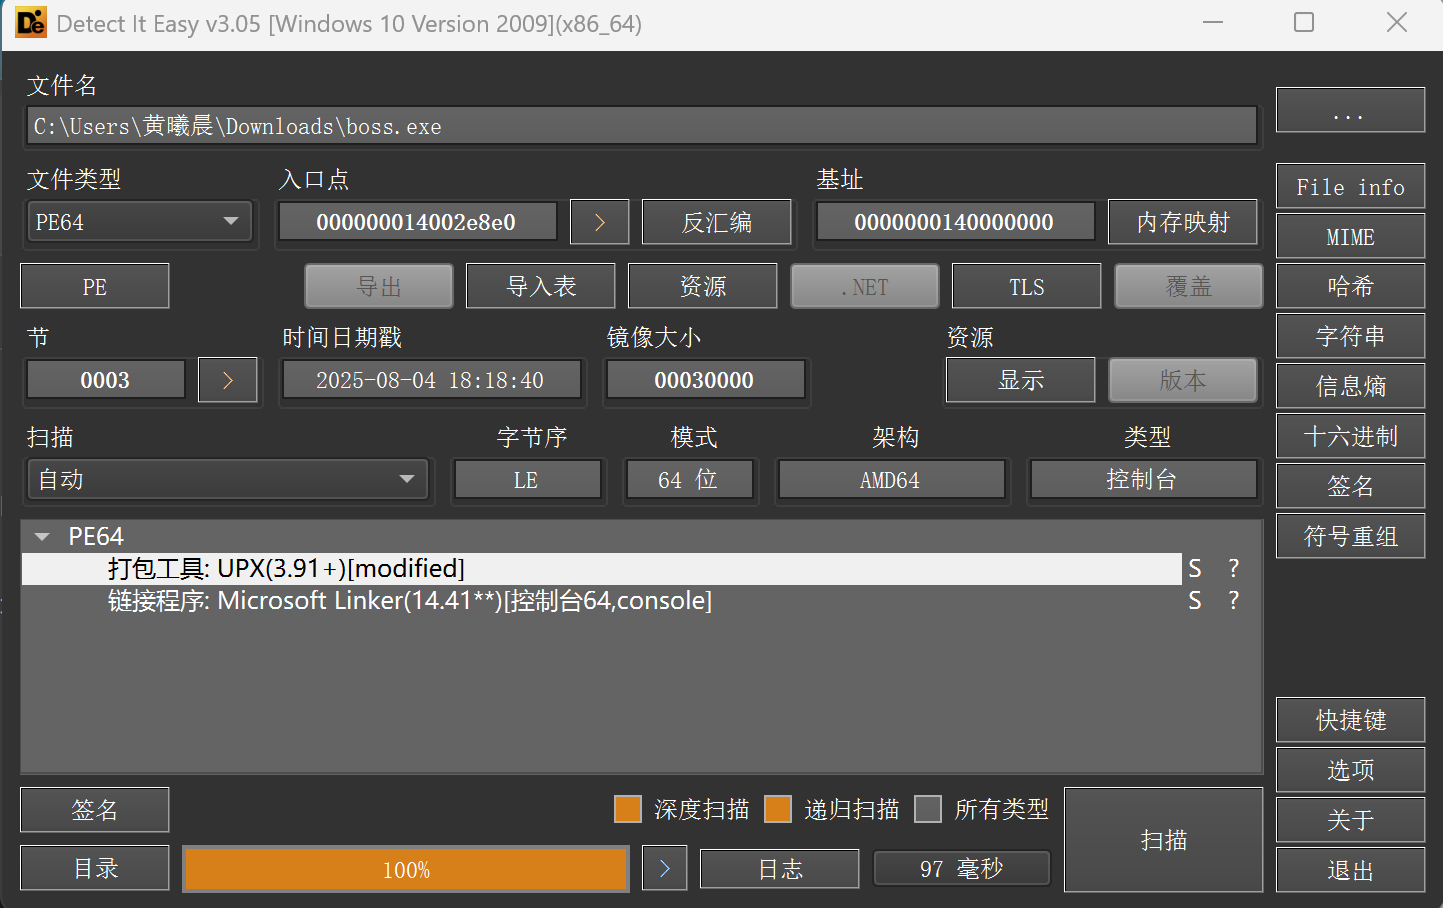 Detect It Easy v3.05 [Windows 10 Version 2009](x86_64)
文件名
C:\Users\黄曦晨\Downloads\boss.exe
...
文件类型 入口点 基址
PE64 000000014002e8e0 > 反汇编 0000000140000000 内存映射
File info
MIME
PE 导出 导入表 资源 .NET TLS 覆盖
哈希
节 时间日期戳 镜像大小 资源
字符串
0003 > 2025-08-04 18:18:40 00030000 显示 版本
信息熵
扫描 字节序 模式 架构 类型
十六进制
自动 LE 64 位 AMD64 控制台
签名
PE64
符号重组
打包工具: UPX(3.91+)[modified] S ?
链接程序: Microsoft Linker(14.41**)[控制台64,console] S ?
快捷键
选项
签名 深度扫描 递归扫描 所有类型
扫描
关于
目录 100% > 日志 97 毫秒
退出